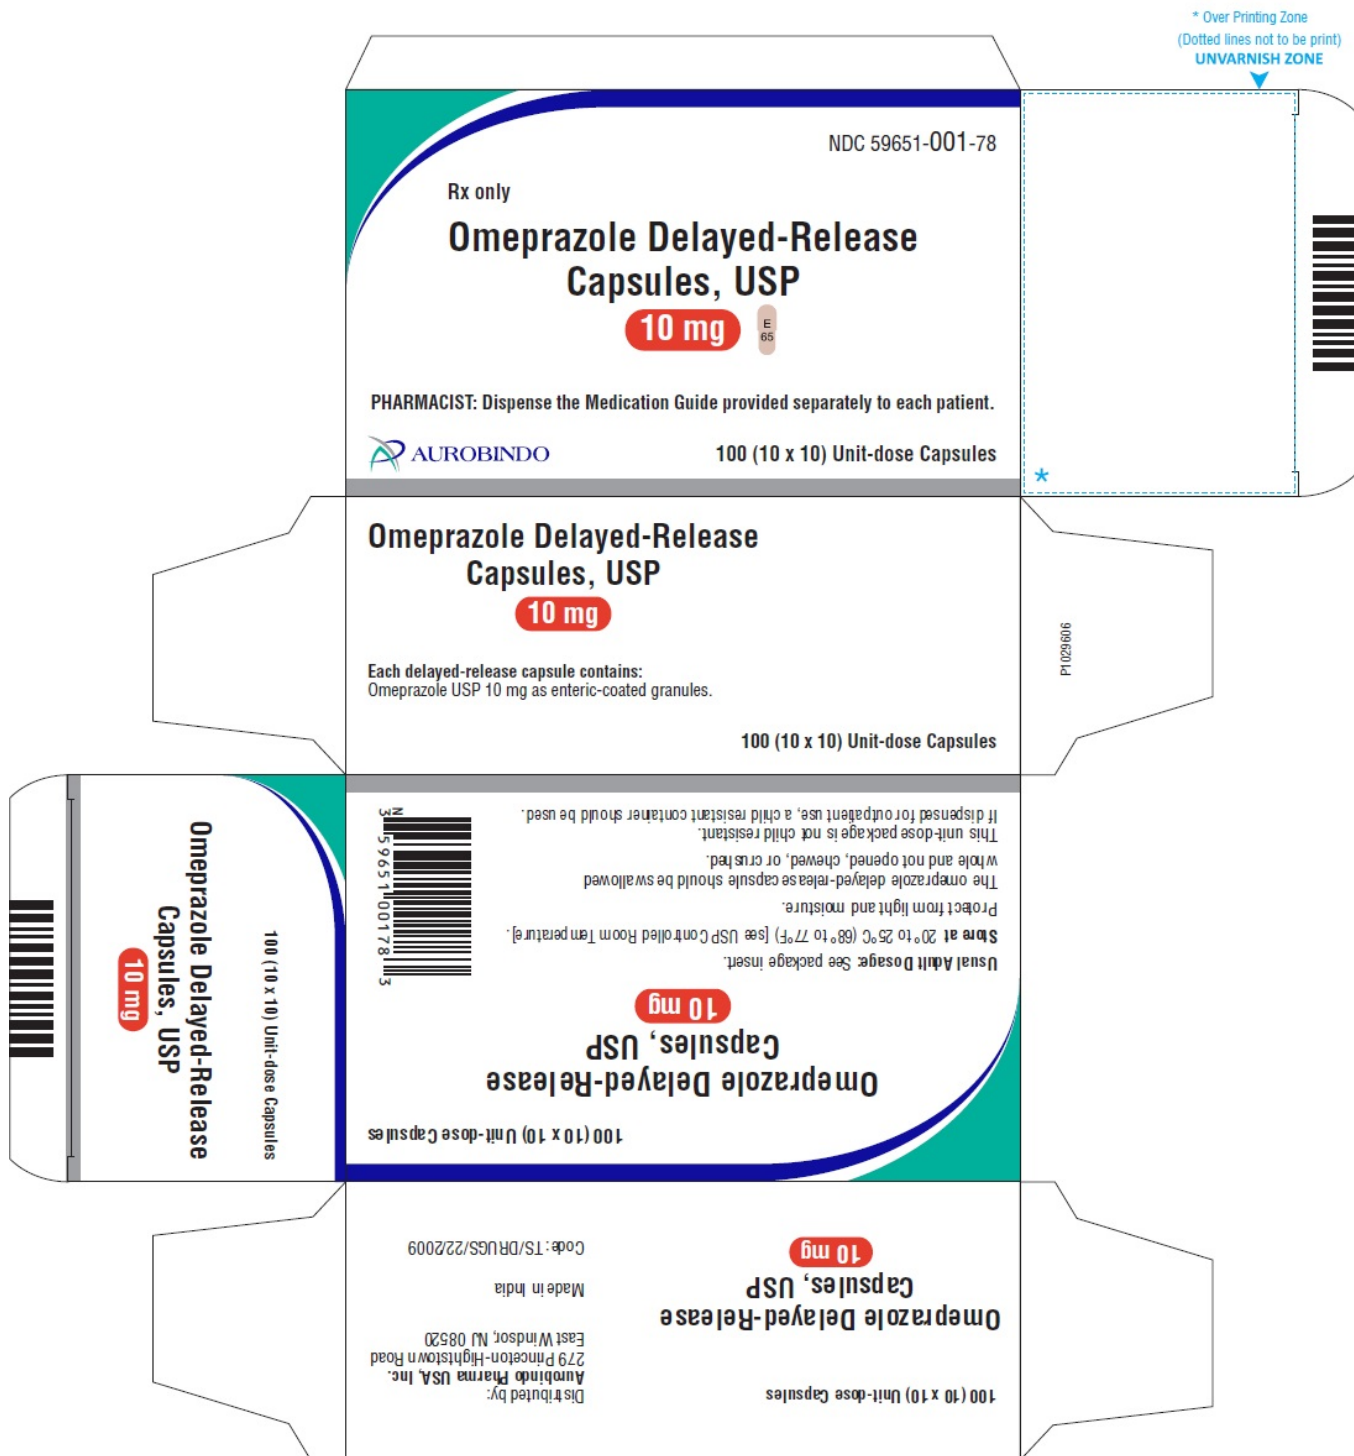 * Over Printing Zone
(Dotted lines not to be print)
UNVARNISH ZONE
NDC 59651-001-78
Rx only
Omeprazole Delayed-Release
Capsules, USP
10 mg
E
65
PHARMACIST: Dispense the Medication Guide provided separately to each patient.
AUROBINDO
100 (10 x 10) Unit-dose Capsules
*
Omeprazole Delayed-Release
Capsules, USP
10 mg
Each delayed-release capsule contains:
Omeprazole USP 10 mg as enteric-coated granules.
100 (10 x 10) Unit-dose Capsules
P1029606
Omeprazole Delayed-Release
Capsules, USP
10 mg
100 (10 x 10) Unit-dose Capsules
100 (10 x 10) Unit-dose Capsules
Omeprazole Delayed-Release
Capsules, USP
10 mg
Usual Adult Dosage: See package insert.
Store at 20° to 25°C (68° to 77°F) [see USP Controlled Room Temperature].
Protect from light and moisture.
The omeprazole delayed-release capsule should be swallowed
whole and not opened, chewed, or crushed.
This unit-dose package is not child resistant.
If dispensed for outpatient use, a child resistant container should be used.
N
3 59651 00178 3
100 (10 x 10) Unit-dose Capsules
Omeprazole Delayed-Release
Capsules, USP
10 mg
Distributed by:
Aurobindo Pharma USA, Inc.
279 Princeton-Hightstown Road
East Windsor, NJ 08520
Made in India
Code: TS/DRUGS/22/2009